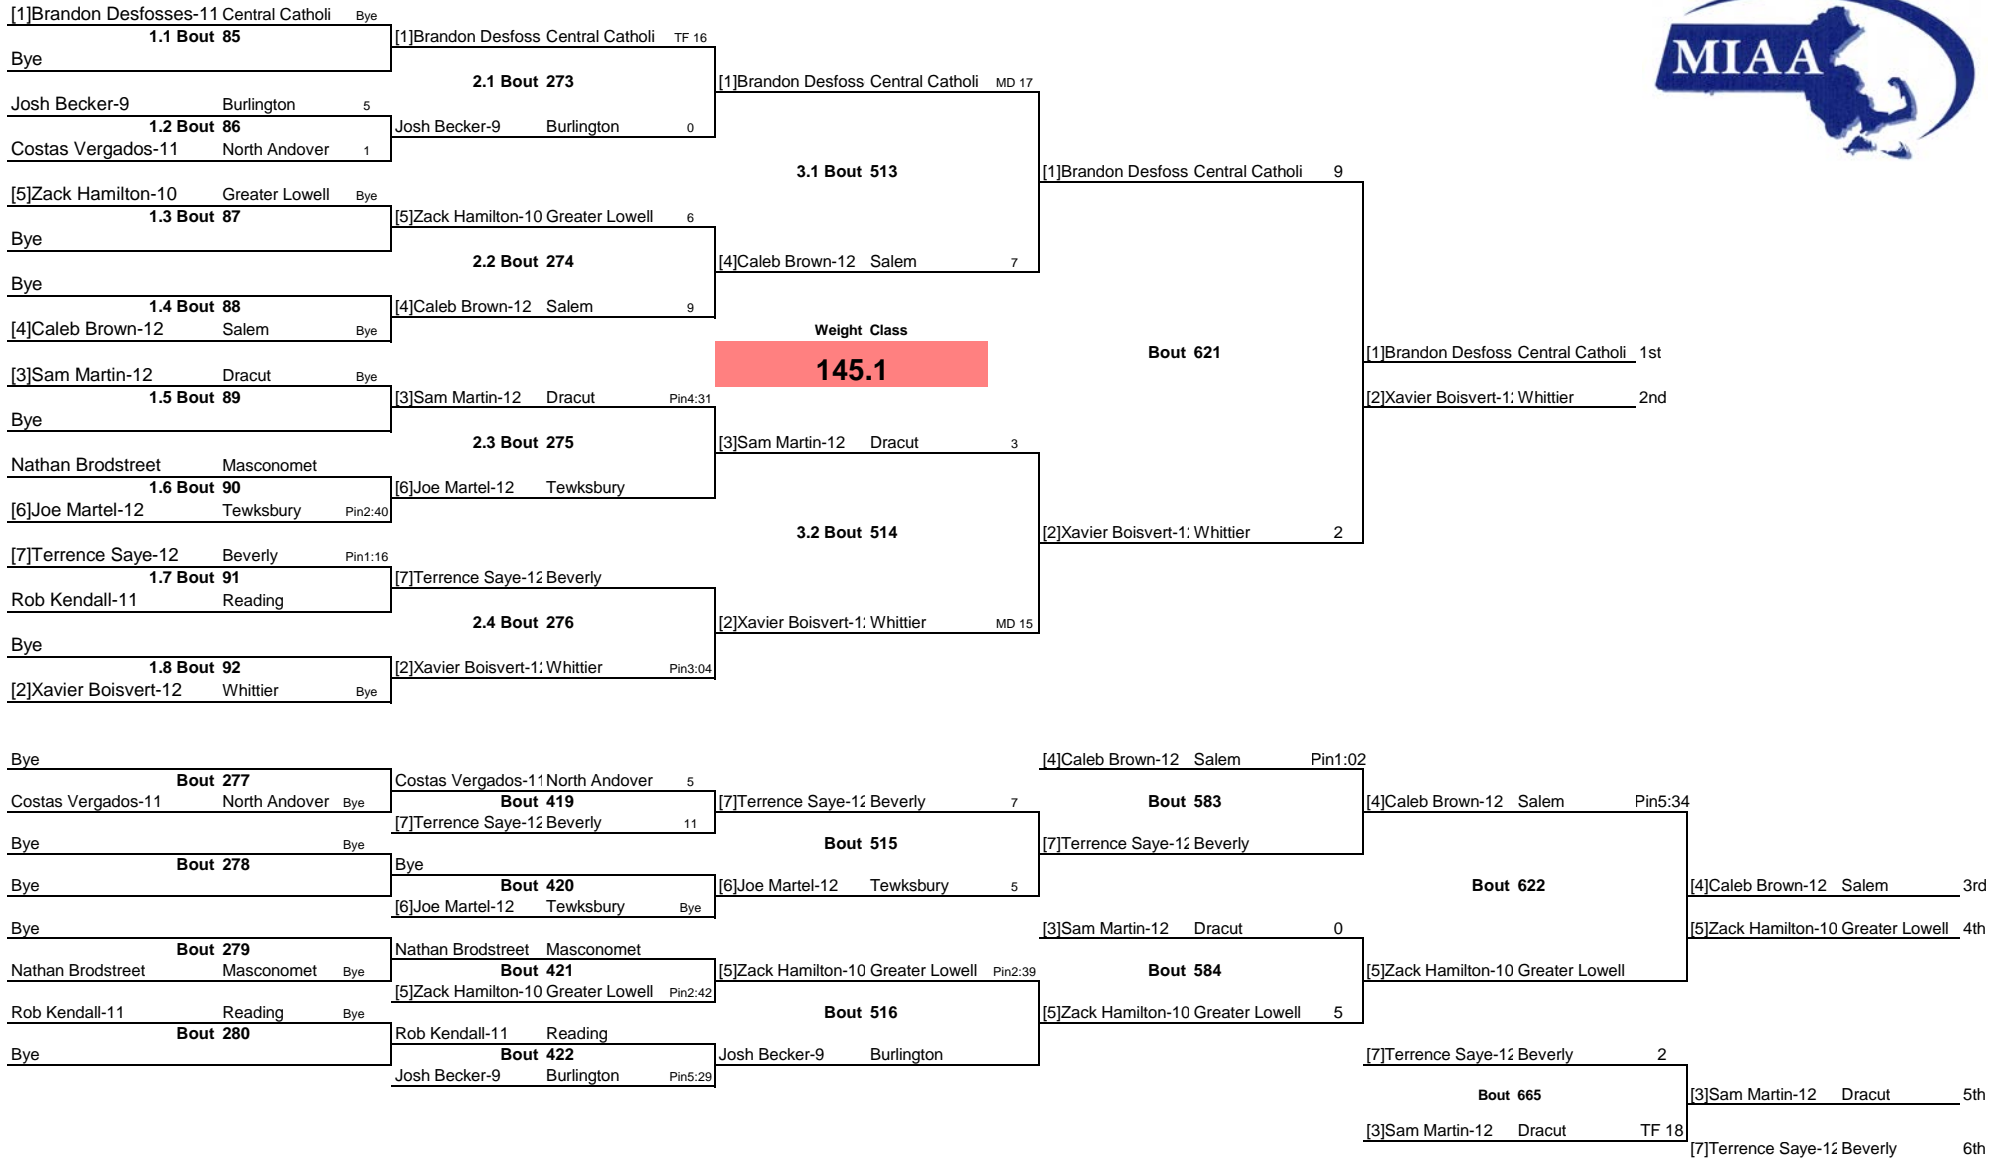 [1]Brandon Desfosses-11 Central Catholi Bye
1.1 Bout 85
Bye
Josh Becker-9 Burlington 5
1.2 Bout 86
Costas Vergados-11 North Andover 1
[5]Zack Hamilton-10 Greater Lowell Bye
1.3 Bout 87
Bye
Bye
1.4 Bout 88
[4]Caleb Brown-12 Salem Bye
[3]Sam Martin-12 Dracut Bye
1.5 Bout 89
Bye
Nathan Brodstreet Masconomet
1.6 Bout 90
[6]Joe Martel-12 Tewksbury Pin2:40
[7]Terrence Saye-12 Beverly Pin1:16
1.7 Bout 91
Rob Kendall-11 Reading
Bye
1.8 Bout 92
[2]Xavier Boisvert-12 Whittier Bye
[1]Brandon Desfoss Central Catholi TF 16
2.1 Bout 273
Josh Becker-9 Burlington 0
[5]Zack Hamilton-10 Greater Lowell 6
2.2 Bout 274
[4]Caleb Brown-12 Salem 9
[3]Sam Martin-12 Dracut Pin4:31
2.3 Bout 275
[6]Joe Martel-12 Tewksbury
[7]Terrence Saye-12 Beverly
2.4 Bout 276
[2]Xavier Boisvert-1 Whittier Pin3:04
[1]Brandon Desfoss Central Catholi MD 17
3.1 Bout 513
[4]Caleb Brown-12 Salem 7
Weight Class
145.1
[3]Sam Martin-12 Dracut 3
3.2 Bout 514
[2]Xavier Boisvert-1 Whittier MD 15
[1]Brandon Desfoss Central Catholi 9
Bout 621
[2]Xavier Boisvert-1 Whittier 2
[1]Brandon Desfoss Central Catholi 1st
[2]Xavier Boisvert-1 Whittier 2nd
MIAA
Bye
Bout 277
Costas Vergados-11 North Andover Bye
Bye Bye
Bout 278
Bye
Bye
Bout 279
Nathan Brodstreet Masconomet Bye
Rob Kendall-11 Reading Bye
Bout 280
Bye
Costas Vergados-11 North Andover 5
Bout 419
[7]Terrence Saye-12 Beverly 11
Bye
Bout 420
[6]Joe Martel-12 Tewksbury Bye
Nathan Brodstreet Masconomet
Bout 421
[5]Zack Hamilton-10 Greater Lowell Pin2:42
Rob Kendall-11 Reading
Bout 422
Josh Becker-9 Burlington Pin5:29
[7]Terrence Saye-12 Beverly 7
Bout 515
[6]Joe Martel-12 Tewksbury 5
[5]Zack Hamilton-10 Greater Lowell Pin2:39
Bout 516
Josh Becker-9 Burlington
[4]Caleb Brown-12 Salem Pin1:02
Bout 583
[7]Terrence Saye-12 Beverly
[3]Sam Martin-12 Dracut 0
Bout 584
[5]Zack Hamilton-10 Greater Lowell 5
[4]Caleb Brown-12 Salem Pin5:34
Bout 622
[5]Zack Hamilton-10 Greater Lowell
[4]Caleb Brown-12 Salem 3rd
[5]Zack Hamilton-10 Greater Lowell 4th
[7]Terrence Saye-12 Beverly 2
Bout 665
[3]Sam Martin-12 Dracut TF 18
[3]Sam Martin-12 Dracut 5th
[7]Terrence Saye-12 Beverly 6th